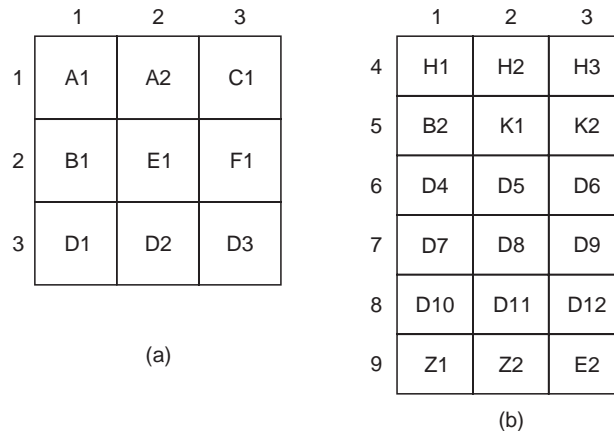 1 2 3
1 A1 A2 C1
2 B1 E1 F1
3 D1 D2 D3
(a)
1 2 3
4 H1 H2 H3
5 B2 K1 K2
6 D4 D5 D6
7 D7 D8 D9
8 D10 D11 D12
9 Z1 Z2 E2
(b)